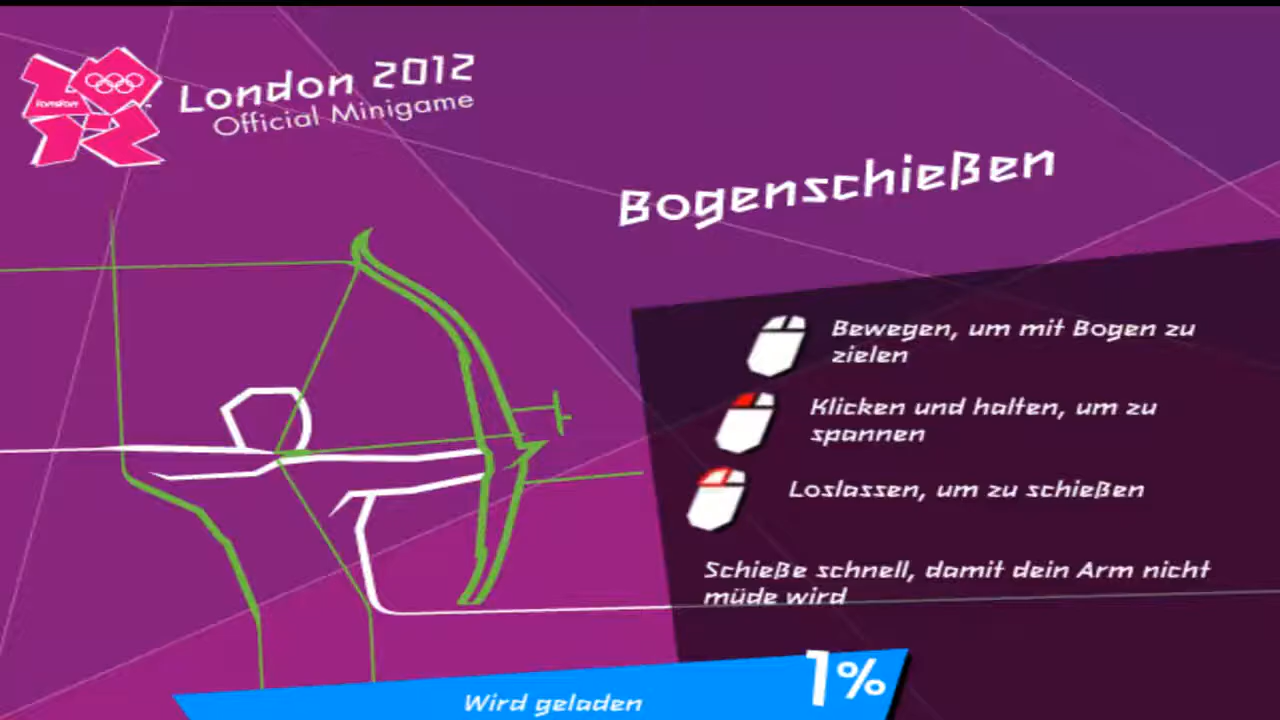 london
London 2012
Official Minigame
Bogenschießen
Bewegen, um mit Bogen zu
zielen
Klicken und halten, um zu
spannen
Loslassen, um zu schießen
Schieße schnell, damit dein Arm nicht
müde wird
1%
Wird geladen